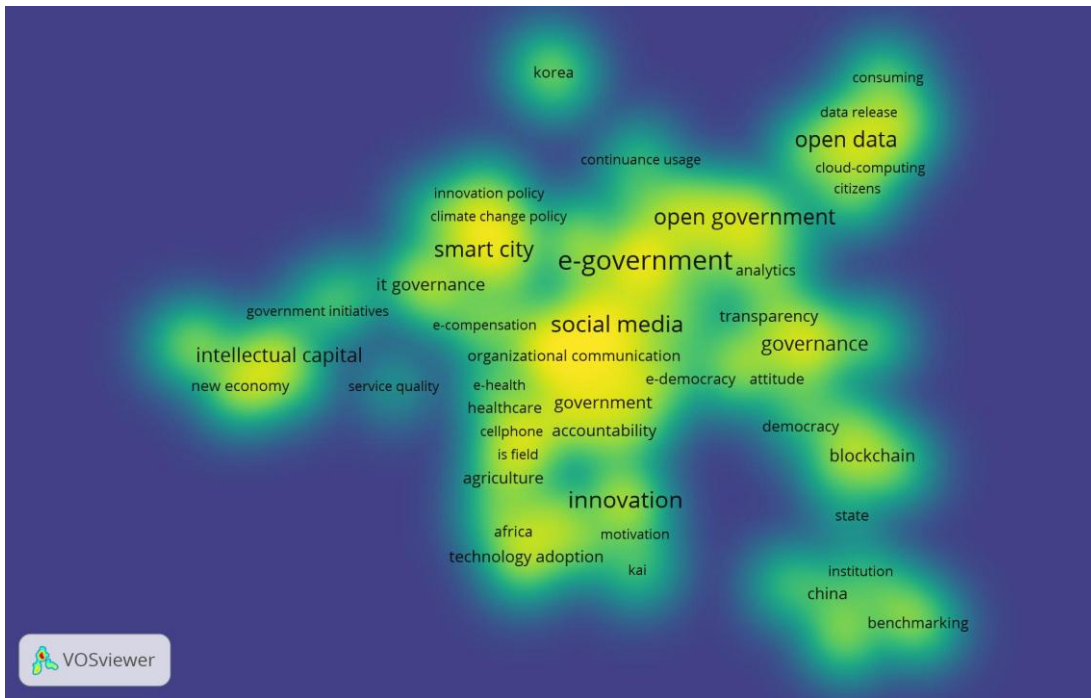 korea
consuming
data release
open data
continuance usage
cloud-computing
citizens
innovation policy
climate change policy
open government
smart city
e-government
analytics
it governance
government initiatives
transparency
e-compensation
social media
governance
intellectual capital
organizational communication
new economy
service quality
e-health
e-democracy
attitude
healthcare
government
cellphone
accountability
democracy
is field
blockchain
agriculture
innovation
state
africa
motivation
technology adoption
kai
institution
china
benchmarking
VOSviewer